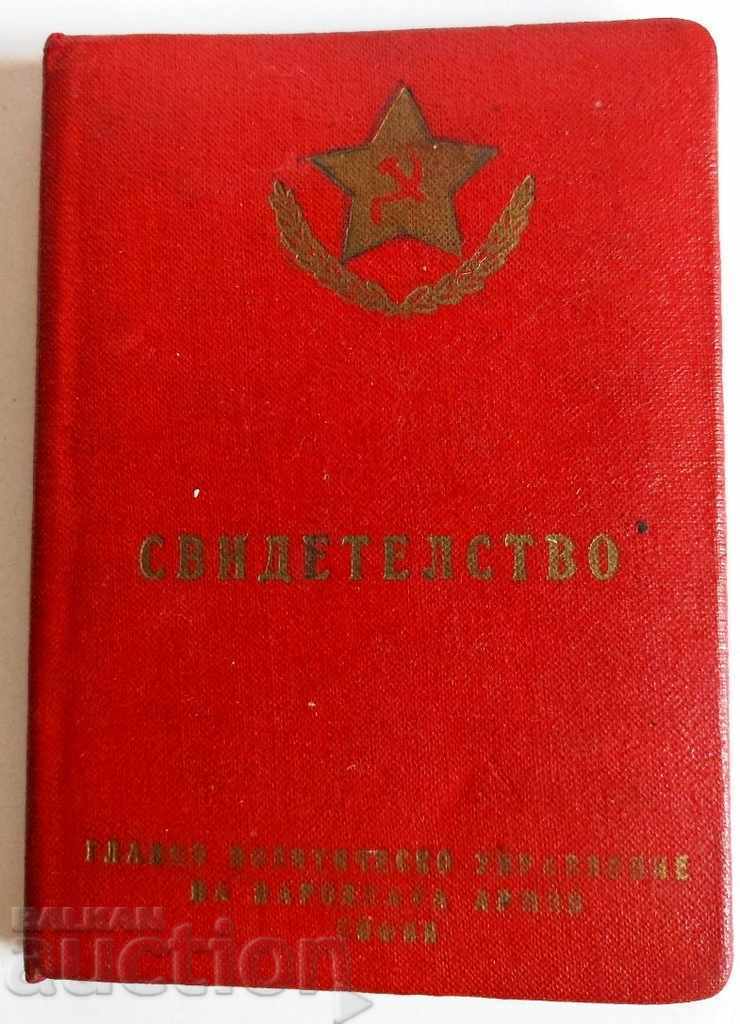 СВИДЕТЕЛСТВО
ГЛАВНО ПОЛИТИЧЕСКО УПРАВЛЕНИЕ
НА НАРОДНАТА АРМИЯ
СОФИЯ
BALKAN
auction